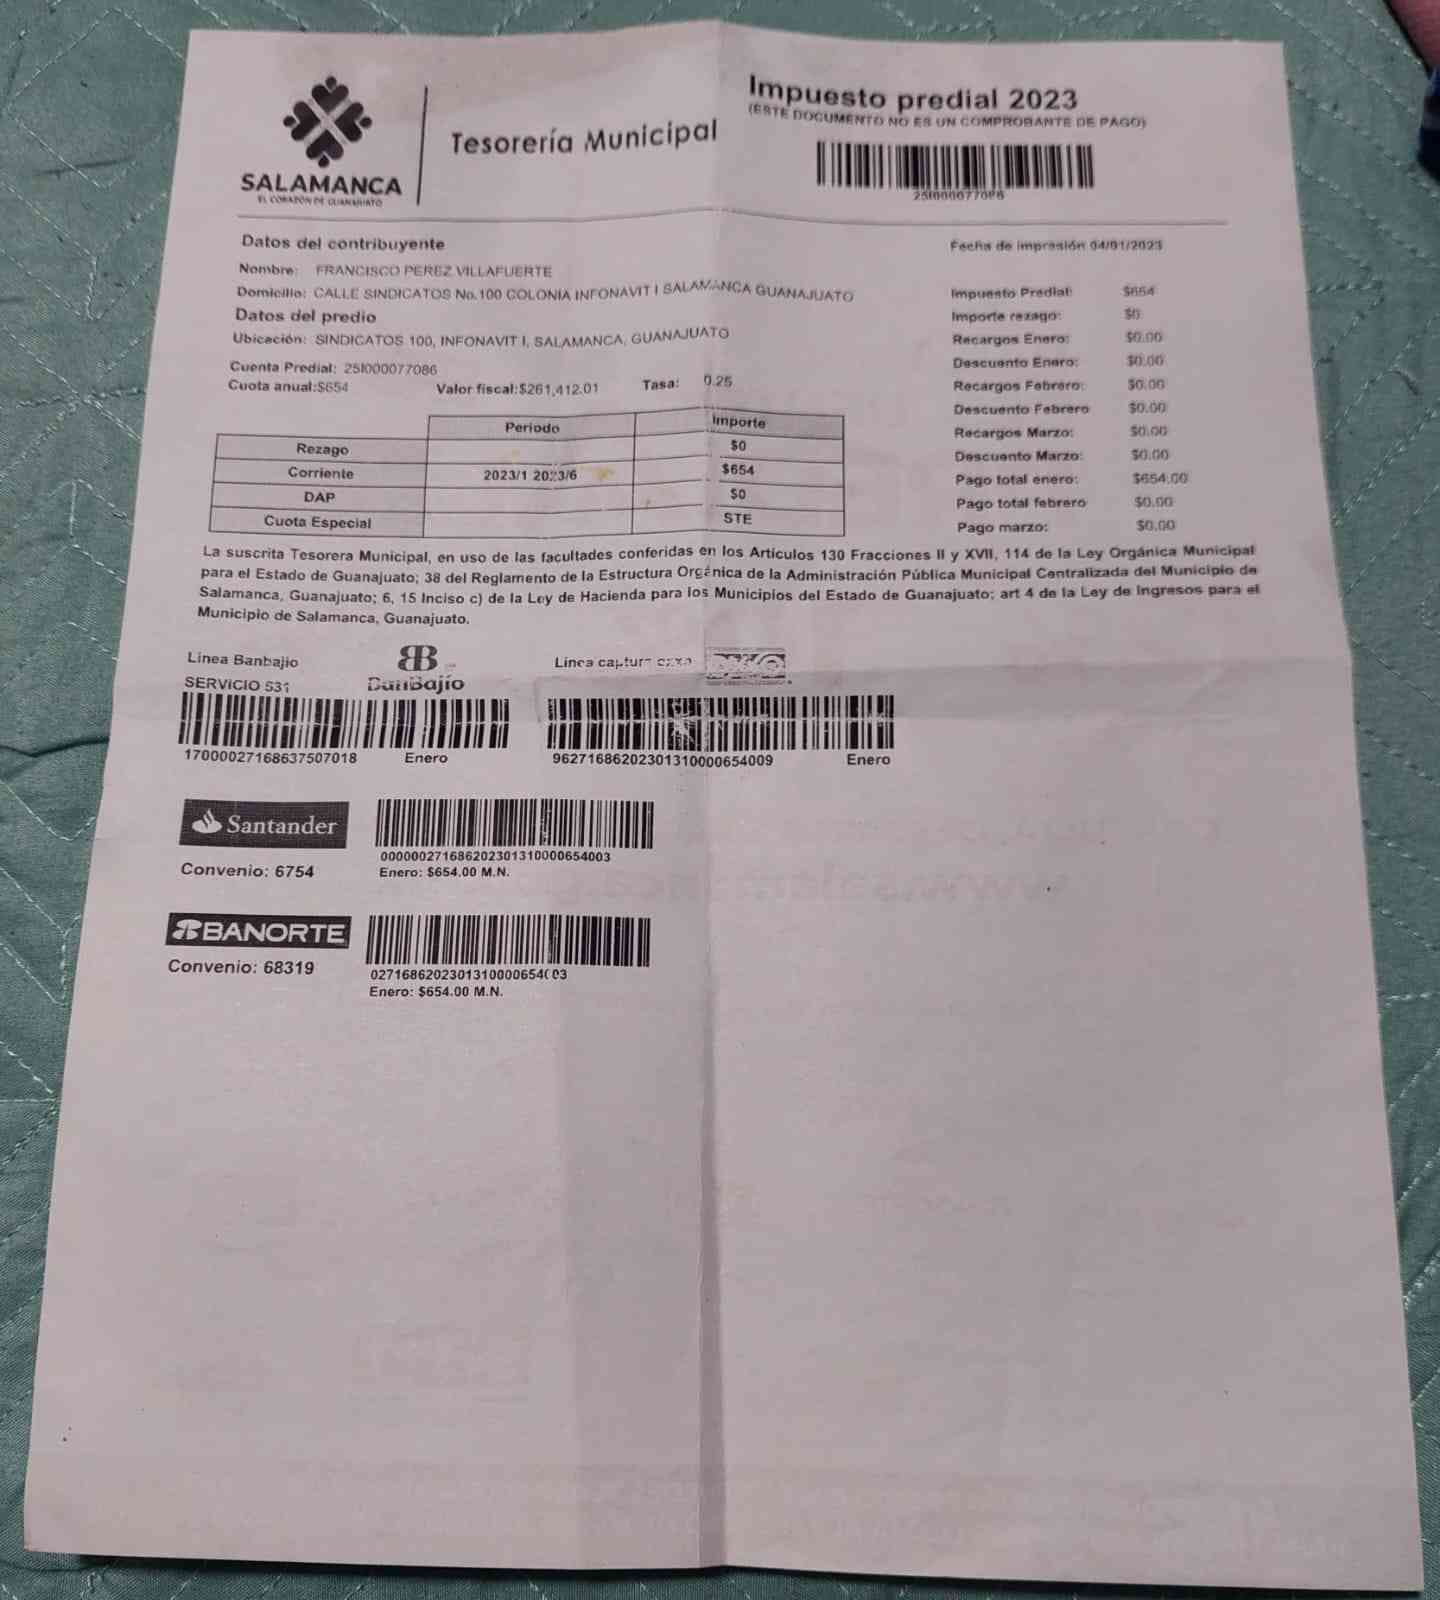 Impuesto predial 2023
(ESTE DOCUMENTO NO ES UN COMPROBANTE DE PAGO)
Tesorería Municipal
SALAMANCA
EL CORAZÓN DE GUANAJUATO
25I000077086
Datos del contribuyente
Fecha de impresión 04/01/2023
Nombre: FRANCISCO PEREZ VILLAFUERTE
Domicilio: CALLE SINDICATOS No.100 COLONIA INFONAVIT I SALAMANCA GUANAJUATO
Datos del predio
Ubicación: SINDICATOS 100, INFONAVIT I, SALAMANCA, GUANAJUATO
Cuenta Predial: 25I000077086
Cuota anual:$654 Valor fiscal:$261,412.01 Tasa: 0.25
Impuesto Predial: $654
Importe rezago: $0
Recargos Enero: $0.00
Descuento Enero: $0.00
Recargos Febrero: $0.00
Descuento Febrero $0.00
Recargos Marzo: $0.00
Descuento Marzo: $0.00
Pago total enero: $654.00
Pago total febrero $0.00
Pago marzo: $0.00
Periodo Importe
Rezago $0
Corriente 2023/1 2023/6 $654
DAP $0
Cuota Especial STE
La suscrita Tesorera Municipal, en uso de las facultades conferidas en los Artículos 130 Fracciones II y XVII, 114 de la Ley Orgánica Municipal
para el Estado de Guanajuato; 38 del Reglamento de la Estructura Orgánica de la Administración Pública Municipal Centralizada del Municipio de
Salamanca, Guanajuato; 6, 15 Inciso c) de la Ley de Hacienda para los Municipios del Estado de Guanajuato; art 4 de la Ley de Ingresos para el
Municipio de Salamanca, Guanajuato.
Línea Banbajio
SERVICIO 531
BanBajío
Línea captura oxxo OXXO
17000027168637507018 Enero
96271686202301310000654009 Enero
Santander
Convenio: 6754
000000271686202301310000654003
Enero: $654.00 M.N.
BANORTE
Convenio: 68319
0271686202301310000654003
Enero: $654.00 M.N.